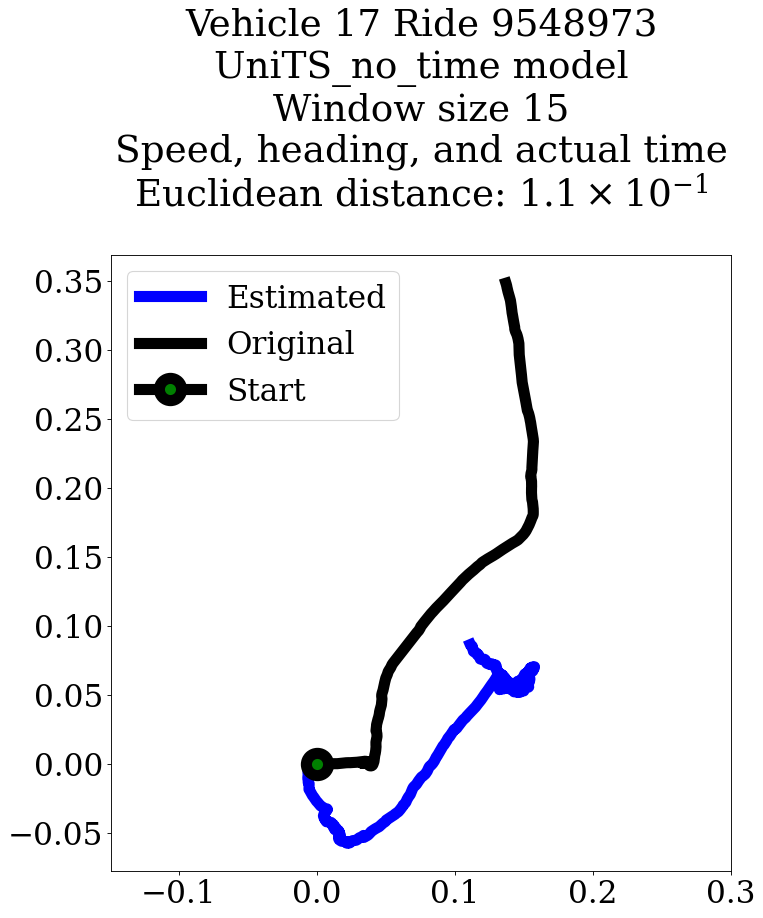 Vehicle 17 Ride 9548973
UniTS_no_time model
Window size 15
Speed, heading, and actual time
Euclidean distance: 1.1 × 10⁻¹
Estimated
Original
Start
0.35
0.30
0.25
0.20
0.15
0.10
0.05
0.00
−0.05
−0.1 0.0 0.1 0.2 0.3